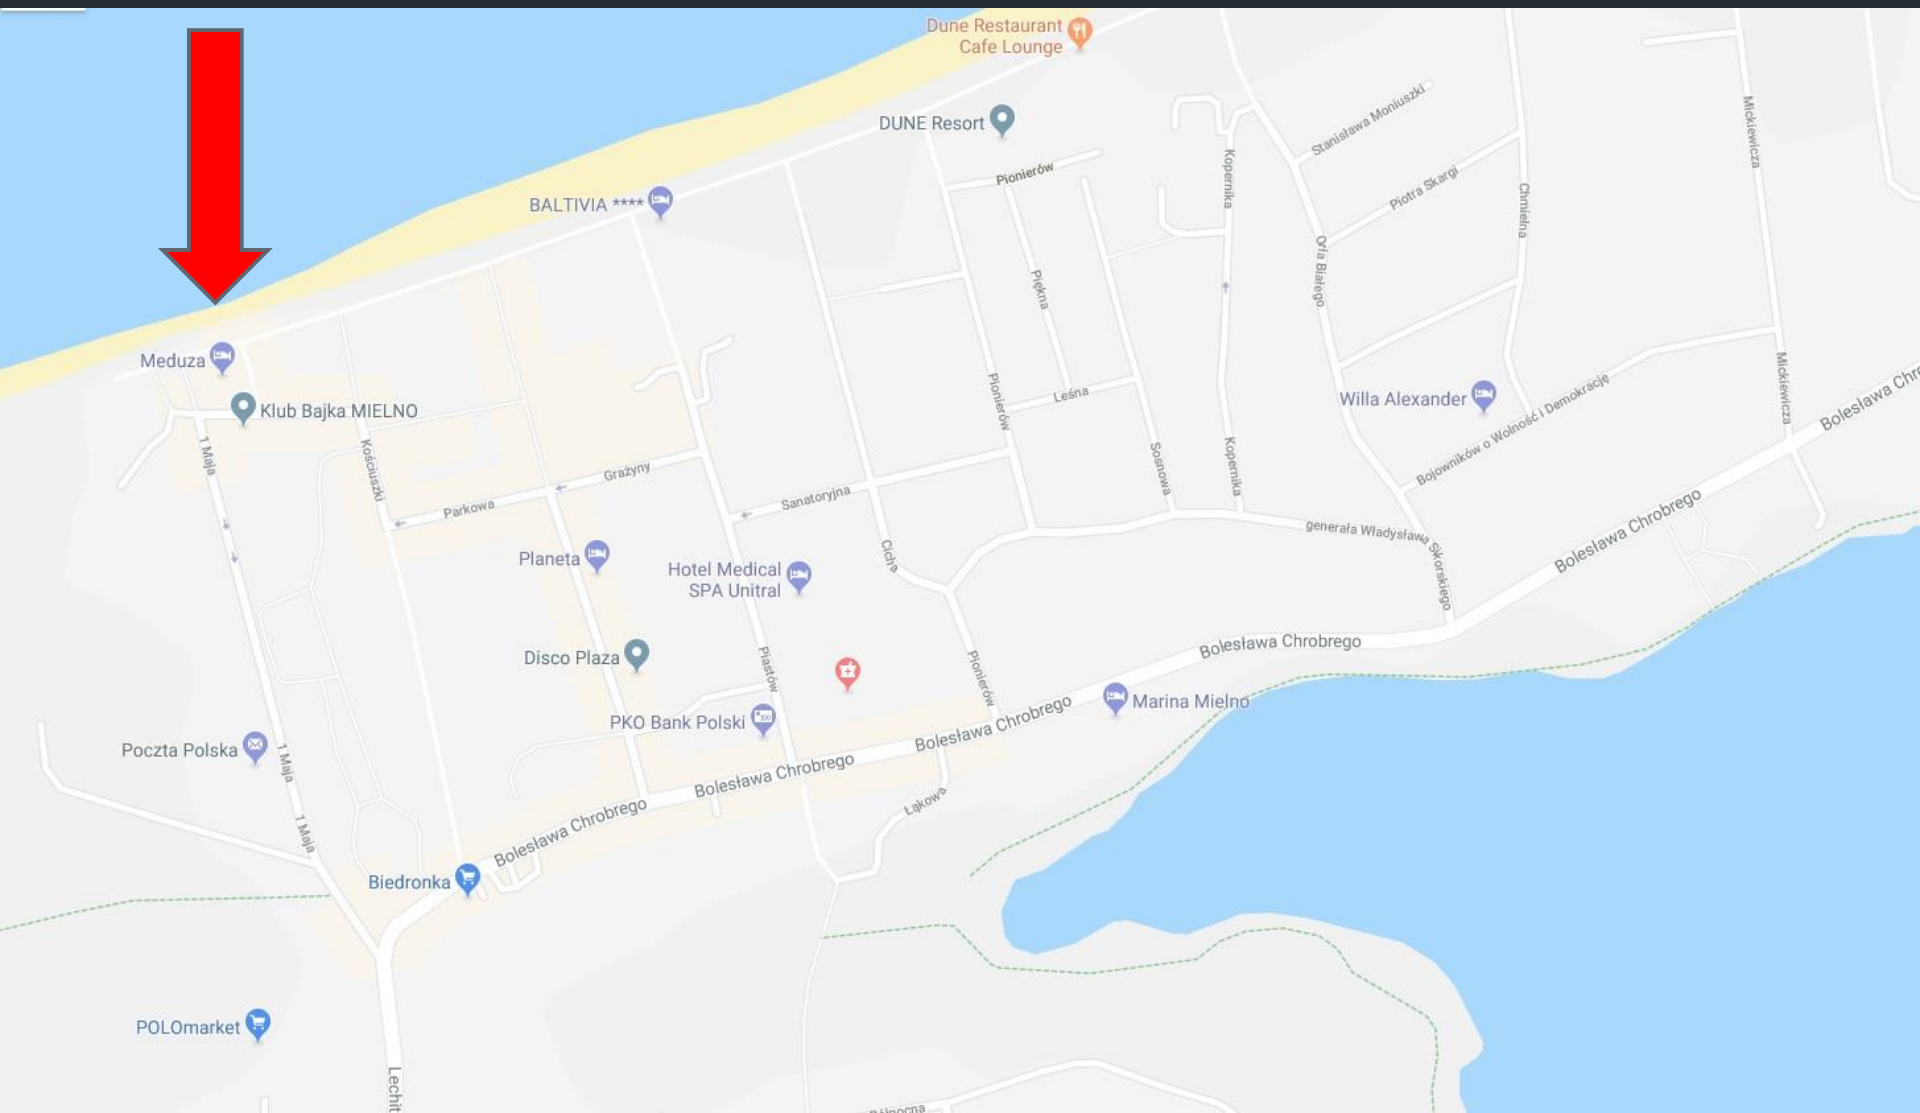 Dune Restaurant
Cafe Lounge
DUNE Resort
Stanisława Moniuszki
Mickiewicza
Pionierów
Kopernika
Piotra Skargi
Chmielna
BALTIVIA ****
Orła Białego
Piękna
Meduza
Klub Bajka MIELNO
Leśna
Pionierów
Willa Alexander
Mickiewicza
Bojowników o Wolność i Demokrację
1 Maja
Kościuszki
Grażyny
Parkowa
Sanatoryjna
Sosnowa
Kopernika
Bolesława Chrobrego
generała Władysława Skorskiego
Cicha
Planeta
Hotel Medical
SPA Unitral
Bolesława Chrobrego
Disco Plaza
Piastów
Pionierów
Marina Mielno
PKO Bank Polski
Bolesława Chrobrego
Poczta Polska
1 Maja
Bolesława Chrobrego
Łąkowa
1 Maja
Bolesława Chrobrego
Biedronka
POLOmarket
Lechit